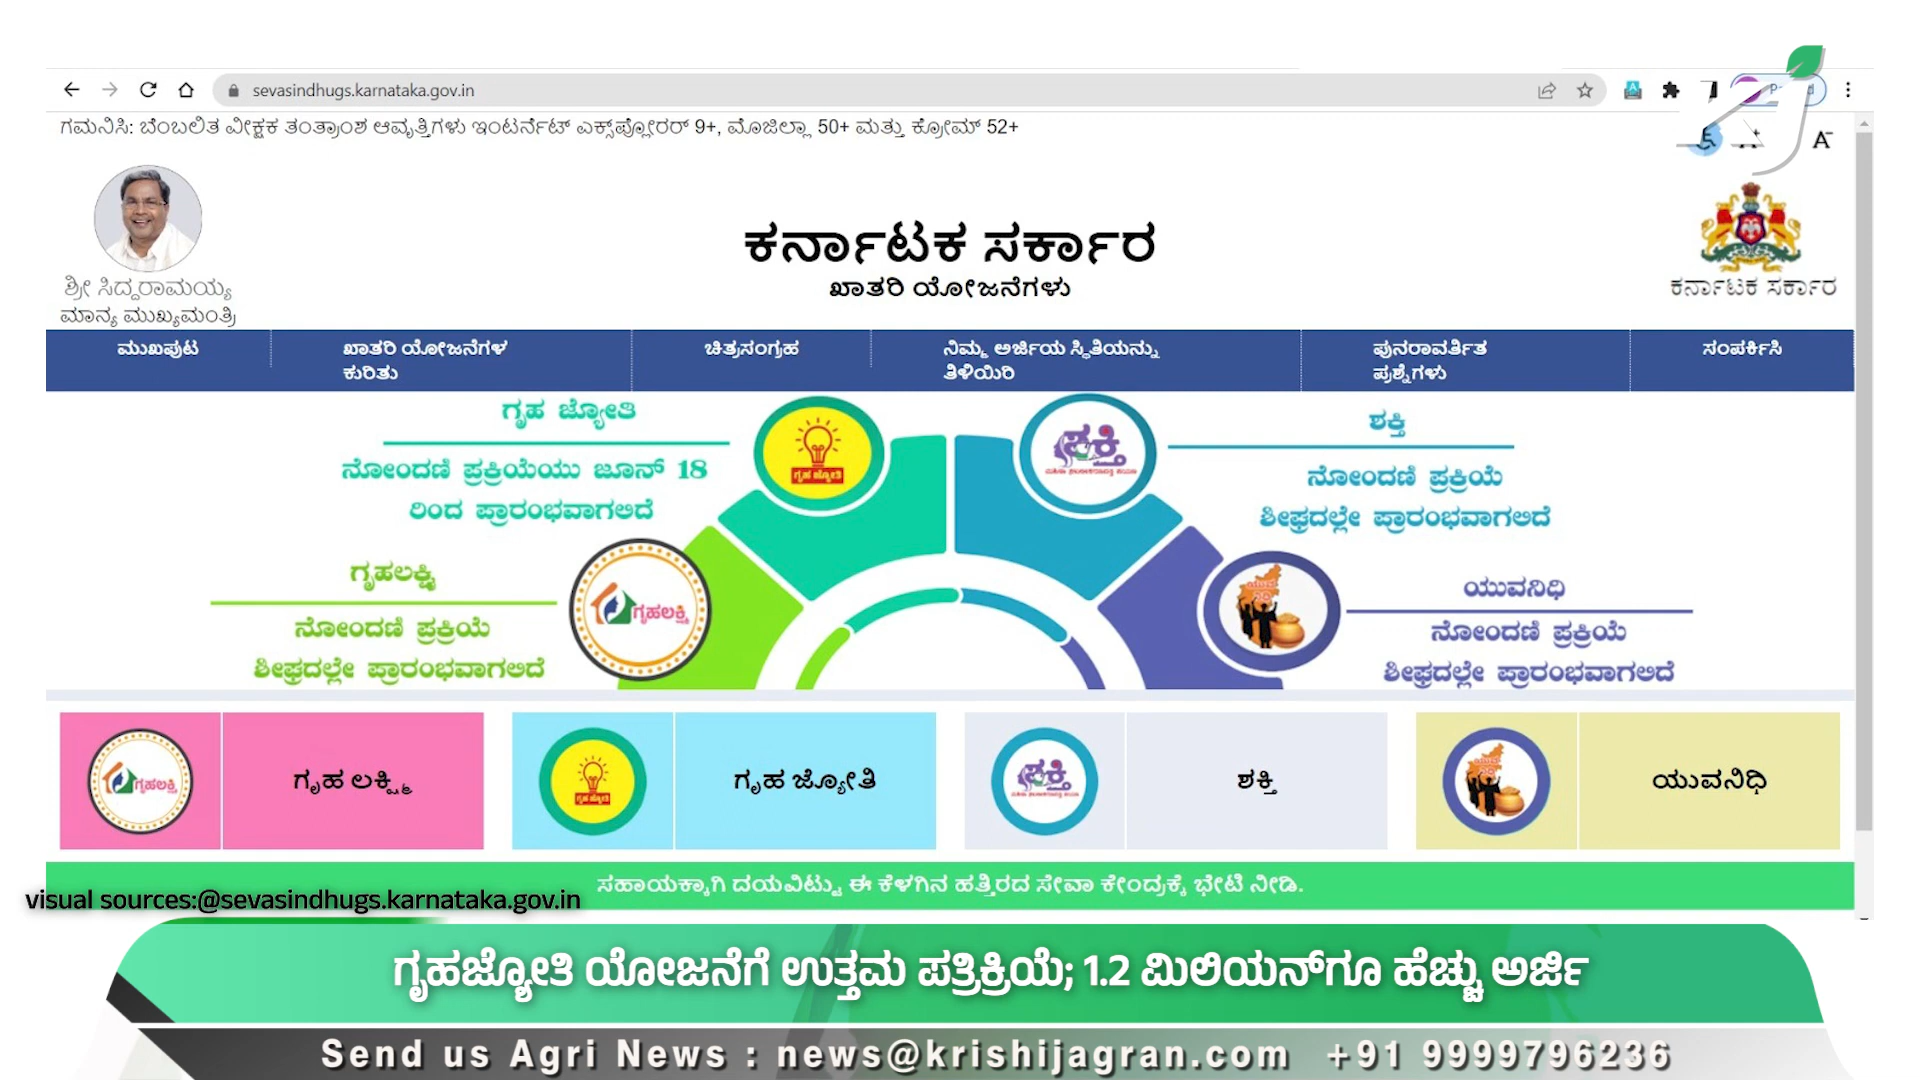 sevasindhugs.karnataka.gov.in
ಗಮನಿಸಿ: ಬೆಂಬಲಿತ ವೀಕ್ಷಕ ತಂತ್ರಾಂಶ ಆವೃತ್ತಿಗಳು ಇಂಟರ್ನೆಟ್ ಎಕ್ಸ್‌ಪ್ಲೋರರ್ 9+, ಮೊಜಿಲ್ಲಾ 50+ ಮತ್ತು ಕ್ರೋಮ್ 52+
A-
ಶ್ರೀ ಸಿದ್ದರಾಮಯ್ಯ
ಮಾನ್ಯ ಮುಖ್ಯಮಂತ್ರಿ
ಕರ್ನಾಟಕ ಸರ್ಕಾರ
ಖಾತರಿ ಯೋಜನೆಗಳು
ಕರ್ನಾಟಕ ಸರ್ಕಾರ
ಮುಖಪುಟ
ಖಾತರಿ ಯೋಜನೆಗಳ
ಕುರಿತು
ಚಿತ್ರಸಂಗ್ರಹ
ನಿಮ್ಮ ಅರ್ಜಿಯ ಸ್ಥಿತಿಯನ್ನು
ತಿಳಿಯಿರಿ
ಪುನರಾವರ್ತಿತ
ಪ್ರಶ್ನೆಗಳು
ಸಂಪರ್ಕಿಸಿ
ಗೃಹ ಜ್ಯೋತಿ
ನೋಂದಣಿ ಪ್ರಕ್ರಿಯೆಯು ಜೂನ್ 18
ರಿಂದ ಪ್ರಾರಂಭವಾಗಲಿದೆ
ಗೃಹ ಜ್ಯೋತಿ
ಶಕ್ತಿ
ಶಕ್ತಿ
ನೋಂದಣಿ ಪ್ರಕ್ರಿಯೆ
ಶೀಘ್ರದಲ್ಲೇ ಪ್ರಾರಂಭವಾಗಲಿದೆ
ಗೃಹಲಕ್ಷ್ಮಿ
ನೋಂದಣಿ ಪ್ರಕ್ರಿಯೆ
ಶೀಘ್ರದಲ್ಲೇ ಪ್ರಾರಂಭವಾಗಲಿದೆ
ಗೃಹಲಕ್ಷ್ಮಿ
ಯುವ
ನಿಧಿ
ಯುವನಿಧಿ
ನೋಂದಣಿ ಪ್ರಕ್ರಿಯೆ
ಶೀಘ್ರದಲ್ಲೇ ಪ್ರಾರಂಭವಾಗಲಿದೆ
ಗೃಹಲಕ್ಷ್ಮಿ
ಗೃಹ ಲಕ್ಷ್ಮಿ
ಗೃಹ ಜ್ಯೋತಿ
ಗೃಹ ಜ್ಯೋತಿ
ಶಕ್ತಿ
ಶಕ್ತಿ
ಯುವನಿಧಿ
ಸಹಾಯಕ್ಕಾಗಿ ದಯವಿಟ್ಟು ಈ ಕೆಳಗಿನ ಹತ್ತಿರದ ಸೇವಾ ಕೇಂದ್ರಕ್ಕೆ ಭೇಟಿ ನೀಡಿ.
visual sources:@sevasindhugs.karnataka.gov.in
ಗೃಹಜ್ಯೋತಿ ಯೋಜನೆಗೆ ಉತ್ತಮ ಪತ್ರಿಕ್ರಿಯೆ; 1.2 ಮಿಲಿಯನ್‌ಗೂ ಹೆಚ್ಚು ಅರ್ಜಿ
Send us Agri News : news@krishijagran.com +91 9999796236